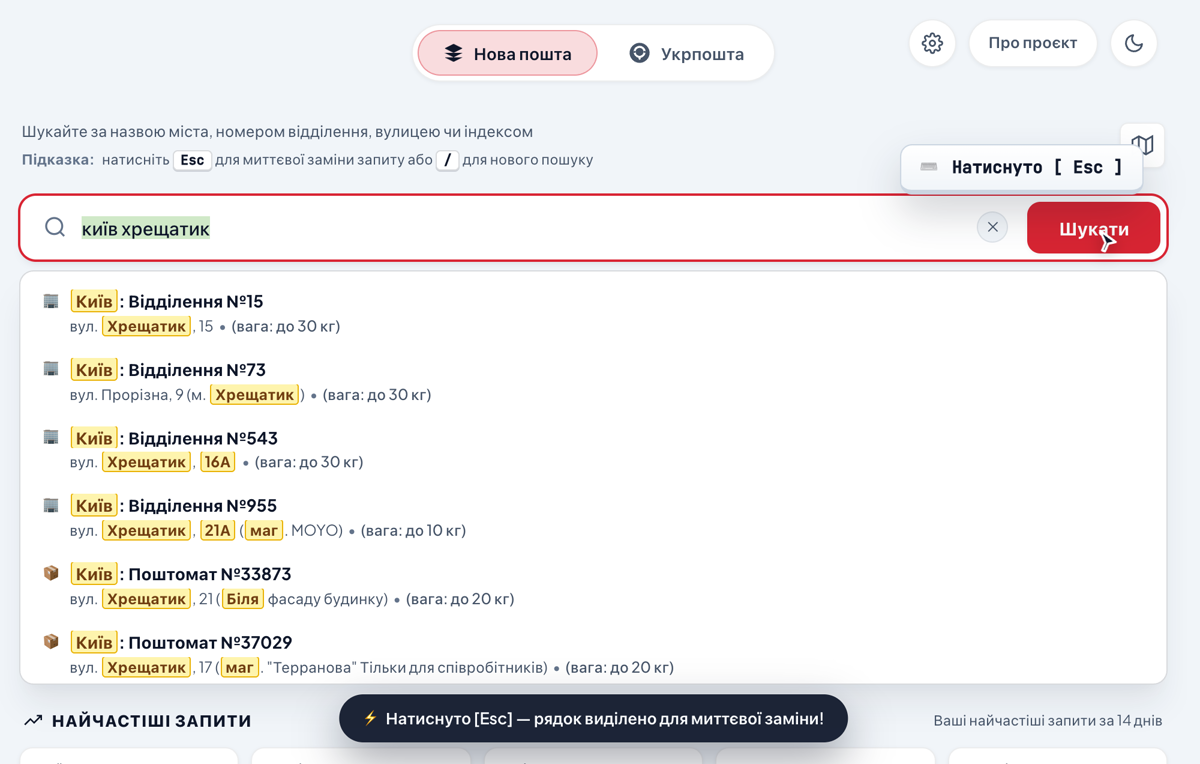 Нова пошта
Укрпошта
Про проєкт
Шукайте за назвою міста, номером відділення, вулицею чи індексом
Підказка: натисніть Esc для миттєвої заміни запиту або / для нового пошуку
Натиснуто [ Esc ]
київ хрещатик
Шукати
Київ : Відділення №15
вул. Хрещатик, 15 • (вага: до 30 кг)
Київ : Відділення №73
вул. Прорізна, 9 (м. Хрещатик) • (вага: до 30 кг)
Київ : Відділення №543
вул. Хрещатик, 16А • (вага: до 30 кг)
Київ : Відділення №955
вул. Хрещатик, 21А (маг. MOYO) • (вага: до 10 кг)
Київ : Поштомат №33873
вул. Хрещатик, 21 (Біля фасаду будинку) • (вага: до 20 кг)
Київ : Поштомат №37029
вул. Хрещатик, 17 (маг. "Терранова" Тільки для співробітників) • (вага: до 20 кг)
НАЙЧАСТІШІ ЗАПИТИ
Натиснуто [Esc] — рядок виділено для миттєвої заміни!
Ваші найчастіші запити за 14 днів